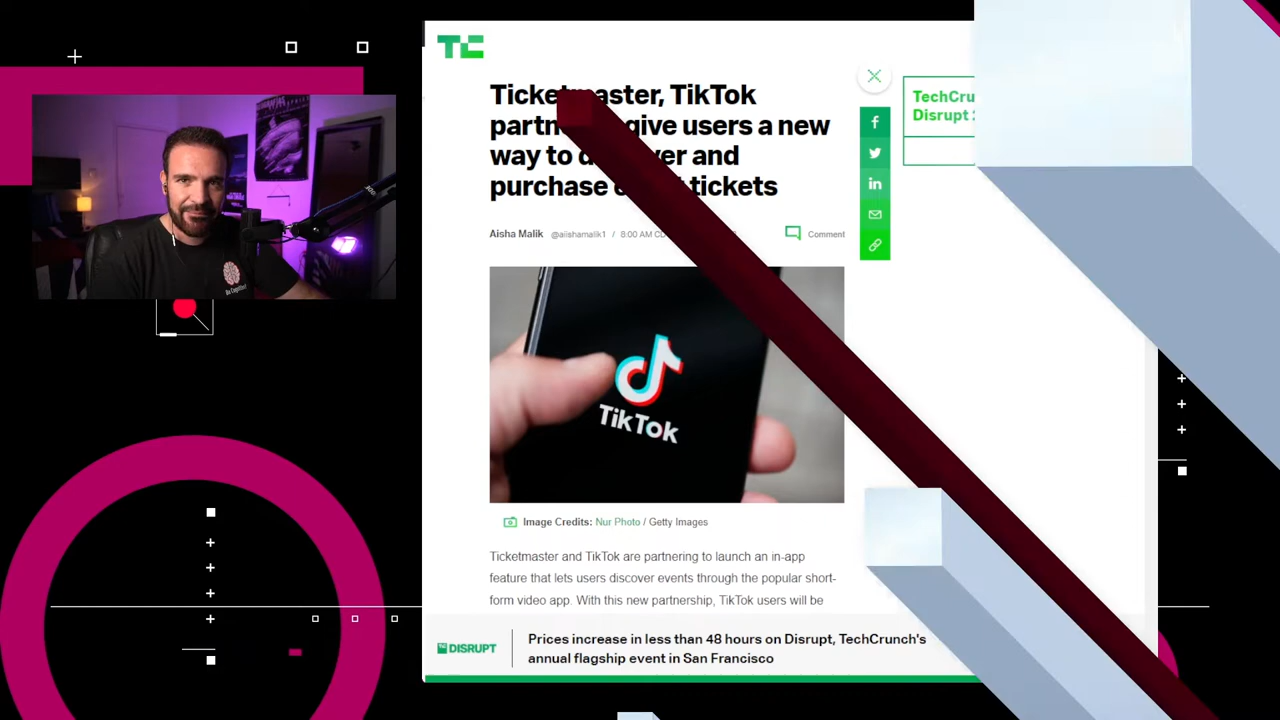 TC
Ticketmaster, TikTok
give users a new
way to and
purchase tickets
Aisha Malik @aiishamalik1 / 8:00 AM
Comment
TechCru
Disrupt
TikTok
Image Credits: Nur Photo / Getty Images
Ticketmaster and TikTok are partnering to launch an in-app
feature that lets users discover events through the popular short-
form video app. With this new partnership, TikTok users will be
TC DISRUPT
Prices increase in less than 48 hours on Disrupt, TechCrunch's
annual flagship event in San Francisco